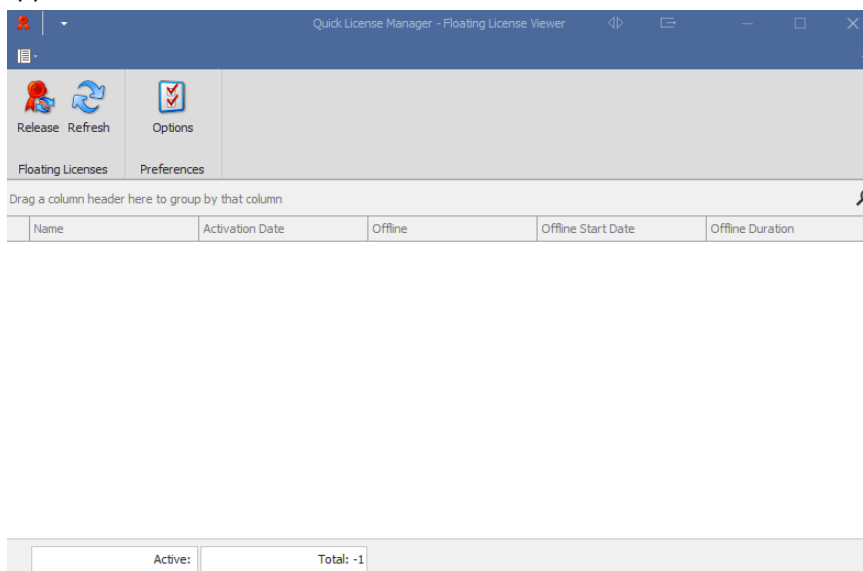 Quick License Manager - Floating License Viewer
Release Refresh Options
Floating Licenses Preferences
Drag a column header here to group by that column
Name Activation Date Offline Offline Start Date Offline Duration
Active: Total: -1